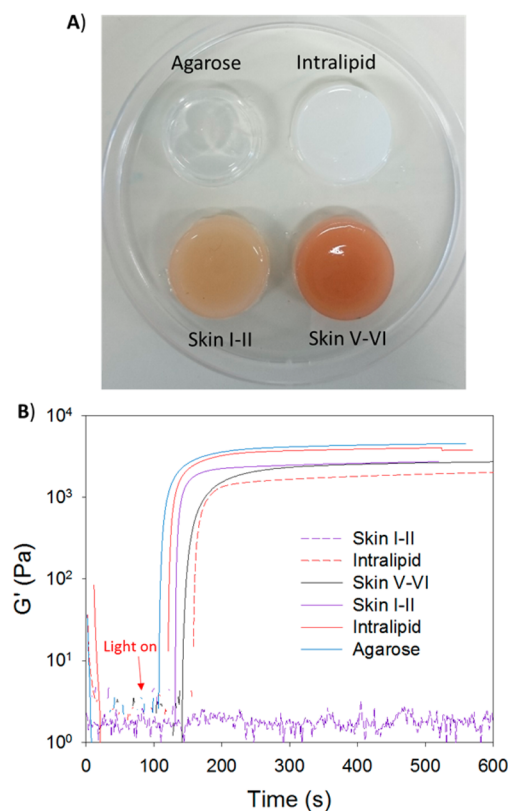 A)
Agarose Intralipid
Skin I-II Skin V-VI
B)
10⁴
10³
10²
10¹
10⁰
G' (Pa)
Light on
Skin I-II
Intralipid
Skin V-VI
Skin I-II
Intralipid
Agarose
0 100 200 300 400 500 600
Time (s)